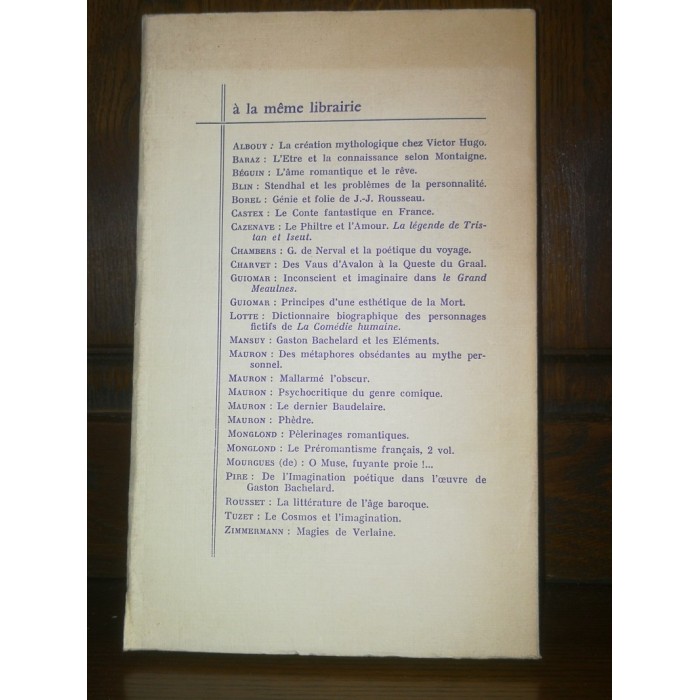 à la même librairie
ALBOUY : La création mythologique chez Victor Hugo.
BARAZ : L'Etre et la connaissance selon Montaigne.
BÉGUIN : L'âme romantique et le rêve.
BLIN : Stendhal et les problèmes de la personnalité.
BOREL : Génie et folie de J.-J. Rousseau.
CASTEX : Le Conte fantastique en France.
CAZENAVE : Le Philtre et l'Amour. La légende de Tris-
tan et Iseut.
CHAMBERS : G. de Nerval et la poétique du voyage.
CHARVET : Des Vaus d'Avalon à la Queste du Graal.
GUIOMAR : Inconscient et imaginaire dans le Grand
Meaulnes.
GUIOMAR : Principes d'une esthétique de la Mort.
LOTTE : Dictionnaire biographique des personnages
fictifs de La Comédie humaine.
MANSUY : Gaston Bachelard et les Eléments.
MAURON : Des métaphores obsédantes au mythe per-
sonnel.
MAURON : Mallarmé l'obscur.
MAURON : Psychocritique du genre comique.
MAURON : Le dernier Baudelaire.
MAURON : Phèdre.
MONGLOND : Pèlerinages romantiques.
MONGLOND : Le Préromantisme français, 2 vol.
MOURGUES (de) : O Muse, fuyante proie !...
PIRE : De l'Imagination poétique dans l'œuvre de
Gaston Bachelard.
ROUSSET : La littérature de l'âge baroque.
TUZET : Le Cosmos et l'imagination.
ZIMMERMANN : Magies de Verlaine.